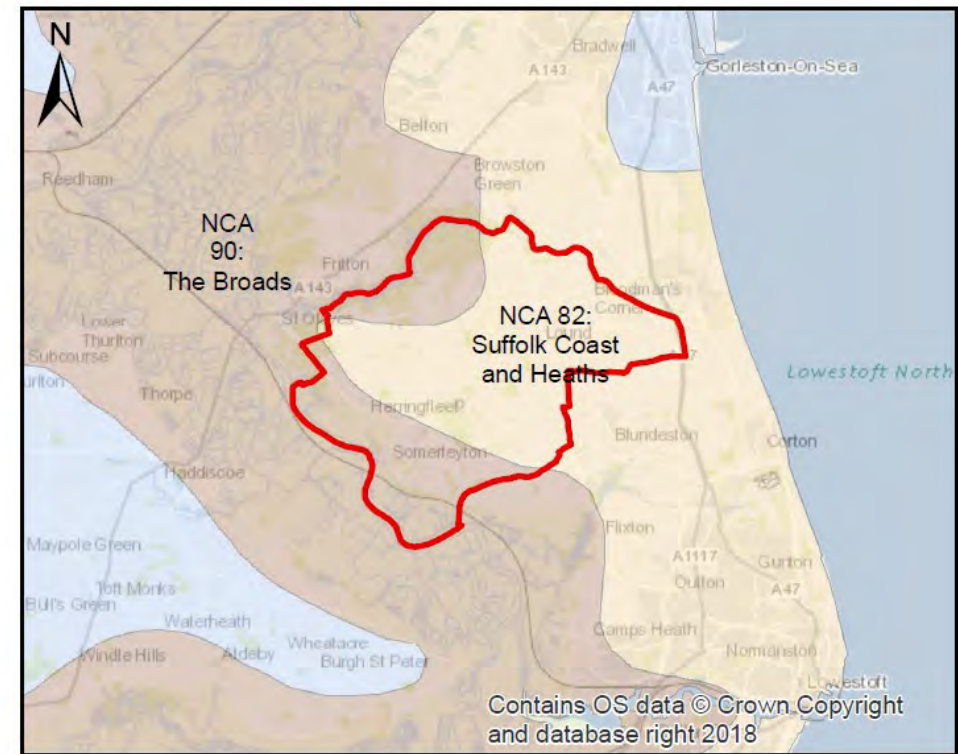 N
Bradwell
A143
A47
Gorleston-On-Sea
Belton
Browston
Green
Reedham
NCA
90:
The Broads
Fritton
A143
St Olaves
NCA 82:
Suffolk Coast
and Heaths
Corner
Lound
Lower
Thurlton
Subcourse
Thorpe
Lowestoft North
Herringfleet
Somerleyton
Blundeston
Corton
Haddiscoe
Flixton
Maypole Green
A1117
Gunton
Toft Monks
Oulton
A47
Bull's Green
Waterheath
Camps Heath
Wheatacre
Normanston
Windle Hills
Aldeby
Burgh St Peter
Lowestoft
Contains OS data © Crown Copyright
and database right 2018